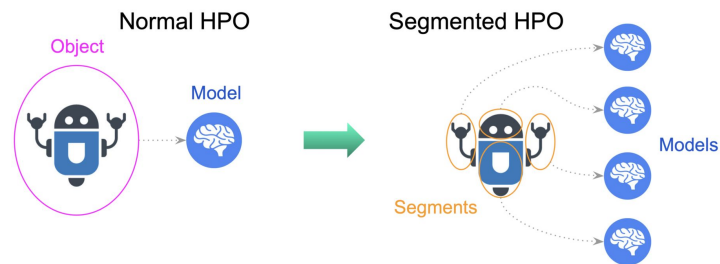 Normal HPO
Segmented HPO
Object
Model
Models
Segments